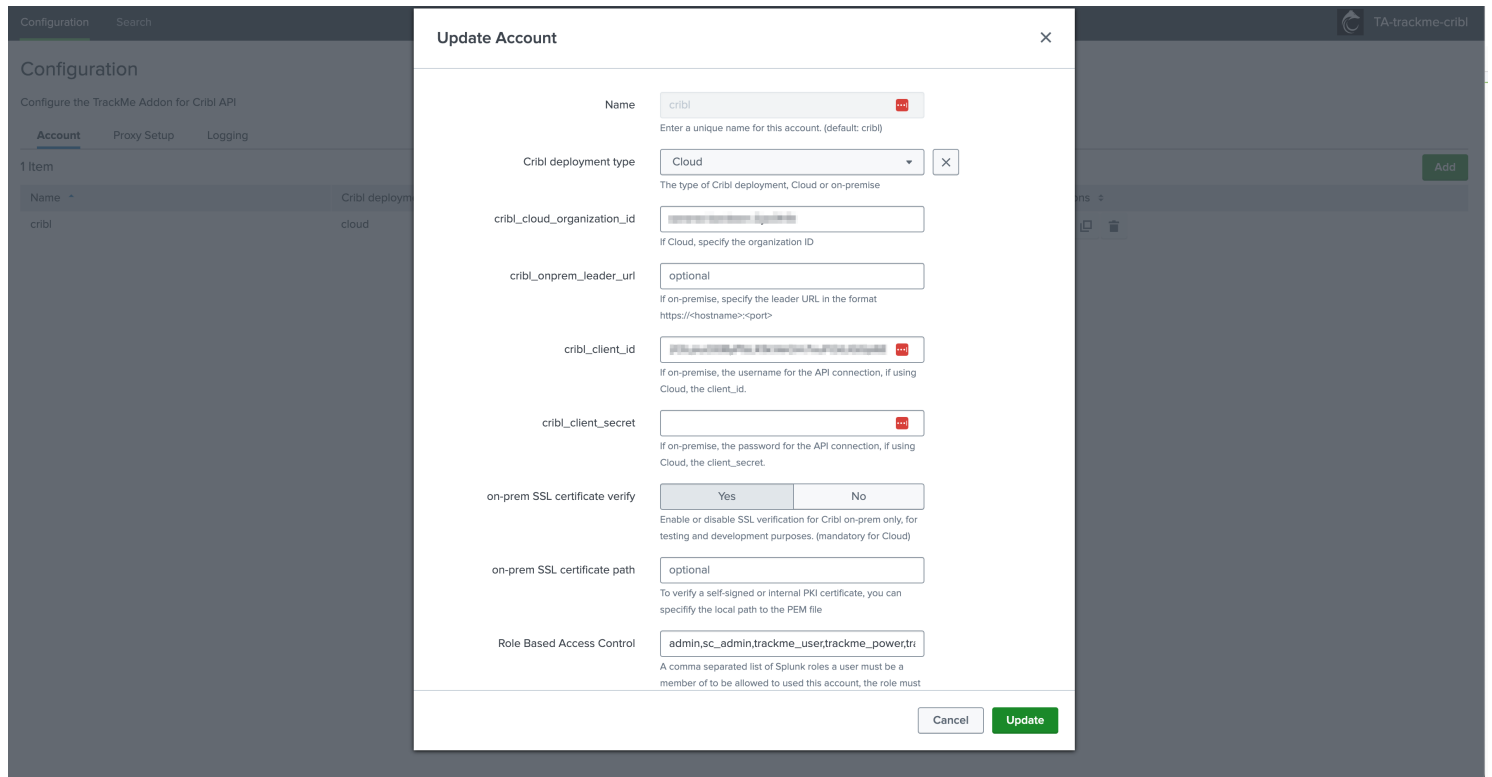 Configuration
Search
TA-trackme-cribl
Configuration
Configure the TrackMe Addon for Cribl API
Account
Proxy Setup
Logging
1 Item
Add
Name
Cribl deploym
ons
cribl
cloud
Update Account
Name
cribl
Enter a unique name for this account. (default: cribl)
Cribl deployment type
Cloud
The type of Cribl deployment, Cloud or on-premise
cribl_cloud_organization_id
If Cloud, specify the organization ID
cribl_onprem_leader_url
optional
If on-premise, specify the leader URL in the format
https://<hostname>:<port>
cribl_client_id
If on-premise, the username for the API connection, if using
Cloud, the client_id.
cribl_client_secret
If on-premise, the password for the API connection, if using
Cloud, the client_secret.
on-prem SSL certificate verify
Yes
No
Enable or disable SSL verification for Cribl on-prem only, for
testing and development purposes. (mandatory for Cloud)
on-prem SSL certificate path
optional
To verify a self-signed or internal PKI certificate, you can
specifify the local path to the PEM file
Role Based Access Control
admin,sc_admin,trackme_user,trackme_power,tra
A comma separated list of Splunk roles a user must be a
member of to be allowed to used this account, the role must
Cancel
Update